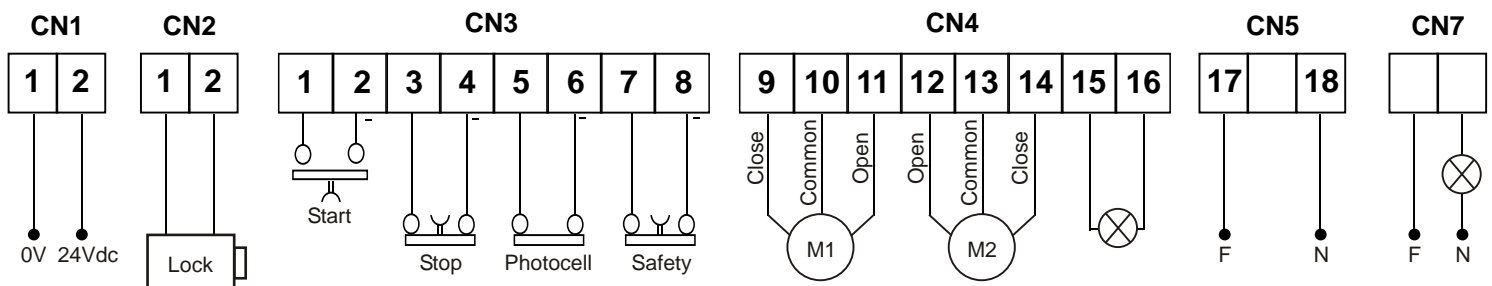 CN1 CN2 CN3 CN4 CN5 CN7
1 2 1 2 1 2 3 4 5 6 7 8 9 10 11 12 13 14 15 16 17 18
- - - -
Close Common Open Open Common Close
Start
0V 24Vdc Lock Stop Photocell Safety M1 M2 F N F N